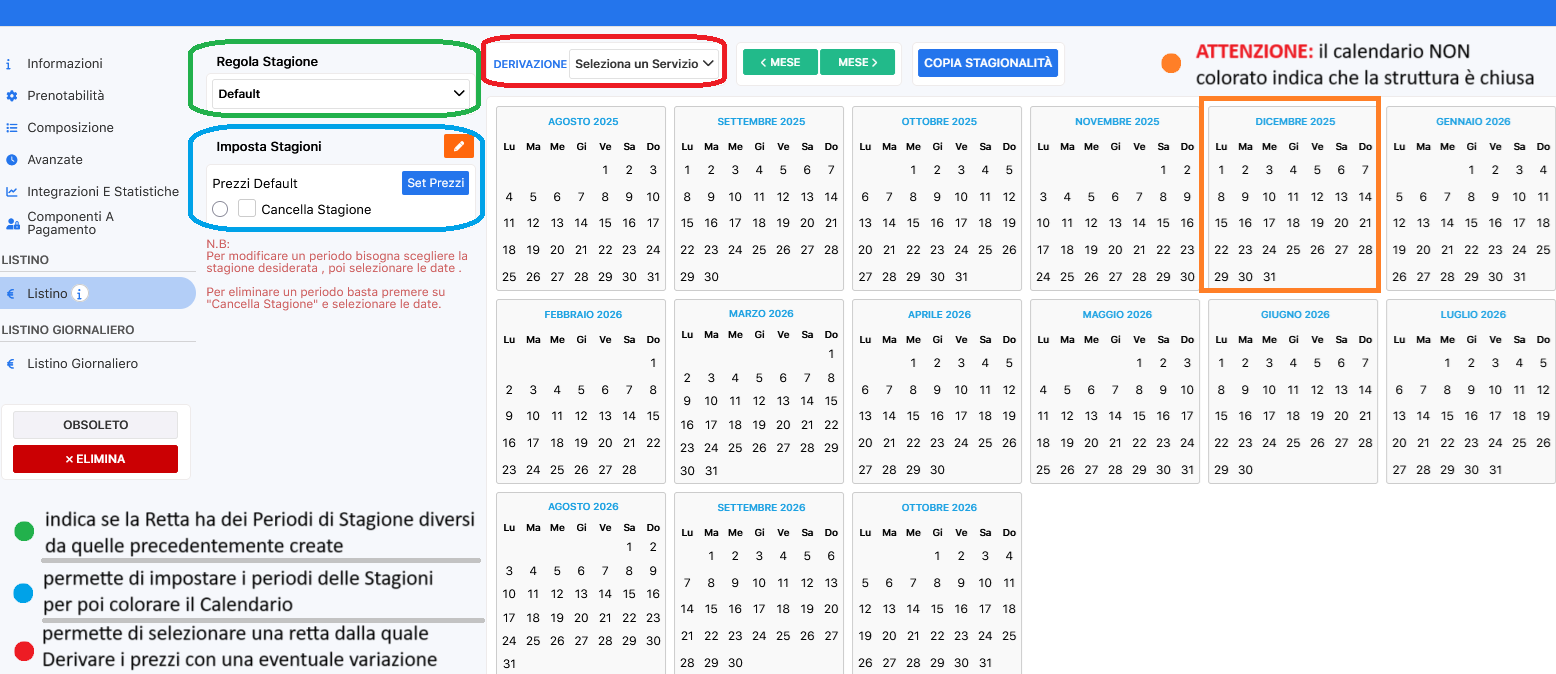 Informazioni
Prenotabilità
Composizione
Avanzate
Integrazioni E Statistiche
Componenti A
Pagamento
LISTINO
Listino
LISTINO GIORNALIERO
Listino Giornaliero
OBSOLETO
× ELIMINA
Regola Stagione
Default
Imposta Stagioni
Prezzi Default
Set Prezzi
Cancella Stagione
N.B:
Per modificare un periodo bisogna scegliere la
stagione desiderata , poi selezionare le date .
Per eliminare un periodo basta premere su
"Cancella Stagione" e selezionare le date.
indica se la Retta ha dei Periodi di Stagione diversi
da quelle precedentemente create
permette di impostare i periodi delle Stagioni
per poi colorare il Calendario
permette di selezionare una retta dalla quale
Derivare i prezzi con una eventuale variazione
DERIVAZIONE Seleziona un Servizio
< MESE MESE >
COPIA STAGIONALITÀ
ATTENZIONE: il calendario NON
colorato indica che la struttura è chiusa
AGOSTO 2025
Lu Ma Me Gi Ve Sa Do
1 2 3
4 5 6 7 8 9 10
11 12 13 14 15 16 17
18 19 20 21 22 23 24
25 26 27 28 29 30 31
SETTEMBRE 2025
Lu Ma Me Gi Ve Sa Do
1 2 3 4 5 6 7
8 9 10 11 12 13 14
15 16 17 18 19 20 21
22 23 24 25 26 27 28
29 30
OTTOBRE 2025
Lu Ma Me Gi Ve Sa Do
1 2 3 4 5
6 7 8 9 10 11 12
13 14 15 16 17 18 19
20 21 22 23 24 25 26
27 28 29 30 31
NOVEMBRE 2025
Lu Ma Me Gi Ve Sa Do
1 2
3 4 5 6 7 8 9
10 11 12 13 14 15 16
17 18 19 20 21 22 23
24 25 26 27 28 29 30
DICEMBRE 2025
Lu Ma Me Gi Ve Sa Do
1 2 3 4 5 6 7
8 9 10 11 12 13 14
15 16 17 18 19 20 21
22 23 24 25 26 27 28
29 30 31
GENNAIO 2026
Lu Ma Me Gi Ve Sa Do
1 2 3 4
5 6 7 8 9 10 11
12 13 14 15 16 17 18
19 20 21 22 23 24 25
26 27 28 29 30 31
FEBBRAIO 2026
Lu Ma Me Gi Ve Sa Do
1
2 3 4 5 6 7 8
9 10 11 12 13 14 15
16 17 18 19 20 21 22
23 24 25 26 27 28
MARZO 2026
Lu Ma Me Gi Ve Sa Do
1
2 3 4 5 6 7 8
9 10 11 12 13 14 15
16 17 18 19 20 21 22
23 24 25 26 27 28 29
30 31
APRILE 2026
Lu Ma Me Gi Ve Sa Do
1 2 3 4 5
6 7 8 9 10 11 12
13 14 15 16 17 18 19
20 21 22 23 24 25 26
27 28 29 30
MAGGIO 2026
Lu Ma Me Gi Ve Sa Do
1 2 3
4 5 6 7 8 9 10
11 12 13 14 15 16 17
18 19 20 21 22 23 24
25 26 27 28 29 30 31
GIUGNO 2026
Lu Ma Me Gi Ve Sa Do
1 2 3 4 5 6 7
8 9 10 11 12 13 14
15 16 17 18 19 20 21
22 23 24 25 26 27 28
29 30
LUGLIO 2026
Lu Ma Me Gi Ve Sa Do
1 2 3 4 5
6 7 8 9 10 11 12
13 14 15 16 17 18 19
20 21 22 23 24 25 26
27 28 29 30 31
AGOSTO 2026
Lu Ma Me Gi Ve Sa Do
1 2
3 4 5 6 7 8 9
10 11 12 13 14 15 16
17 18 19 20 21 22 23
24 25 26 27 28 29 30
31
SETTEMBRE 2026
Lu Ma Me Gi Ve Sa Do
1 2 3 4 5 6
7 8 9 10 11 12 13
14 15 16 17 18 19 20
21 22 23 24 25 26 27
28 29 30
OTTOBRE 2026
Lu Ma Me Gi Ve Sa Do
1 2 3 4
5 6 7 8 9 10 11
12 13 14 15 16 17 18
19 20 21 22 23 24 25
26 27 28 29 30 31